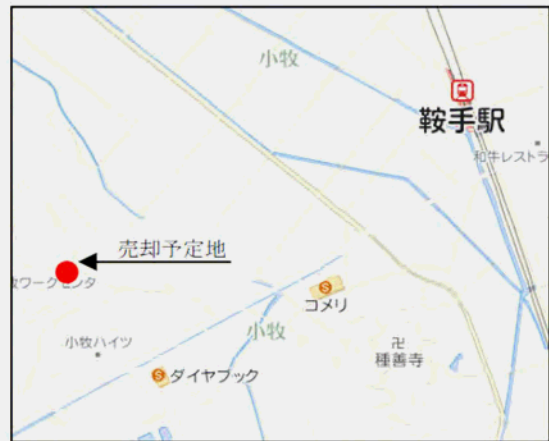 小牧
鞍手駅
和牛レストラ
売却予定地
牧ワークセンタ
コメリ
小牧
小牧ハイツ
卍
種善寺
S ダイヤブック